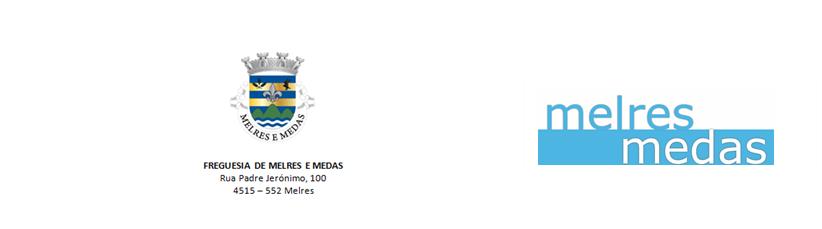 MELRES E MEDAS
FREGUESIA DE MELRES E MEDAS
Rua Padre Jerónimo, 100
4515 – 552 Melres
melres
medas